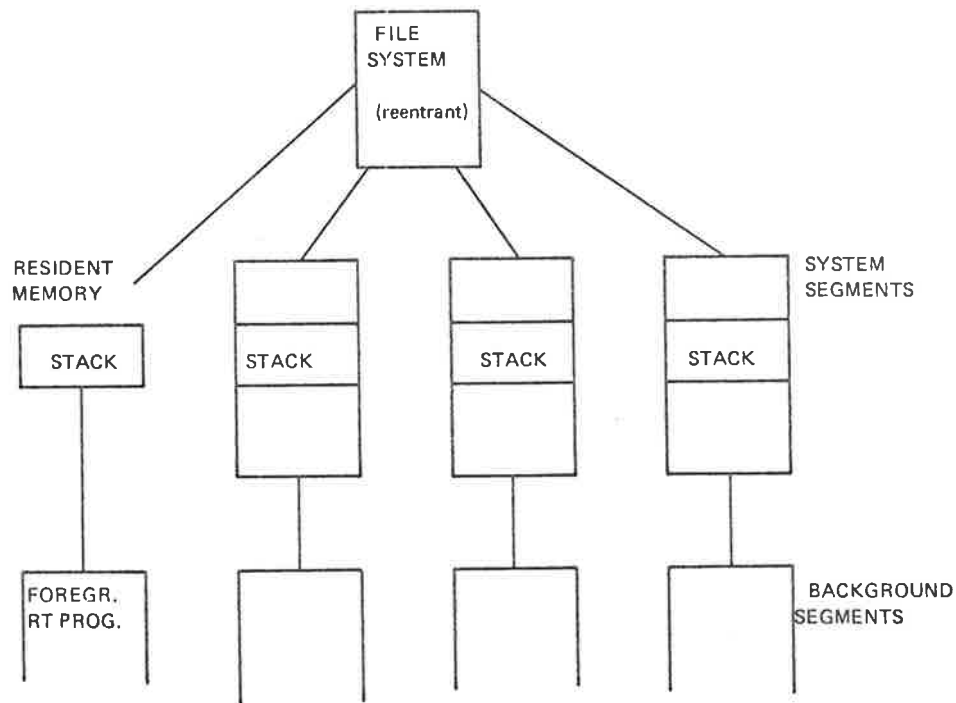 FILE
SYSTEM
(reentrant)
RESIDENT
MEMORY
SYSTEM
SEGMENTS
STACK
STACK
STACK
STACK
FOREGR.
RT PROG.
BACKGROUND
SEGMENTS